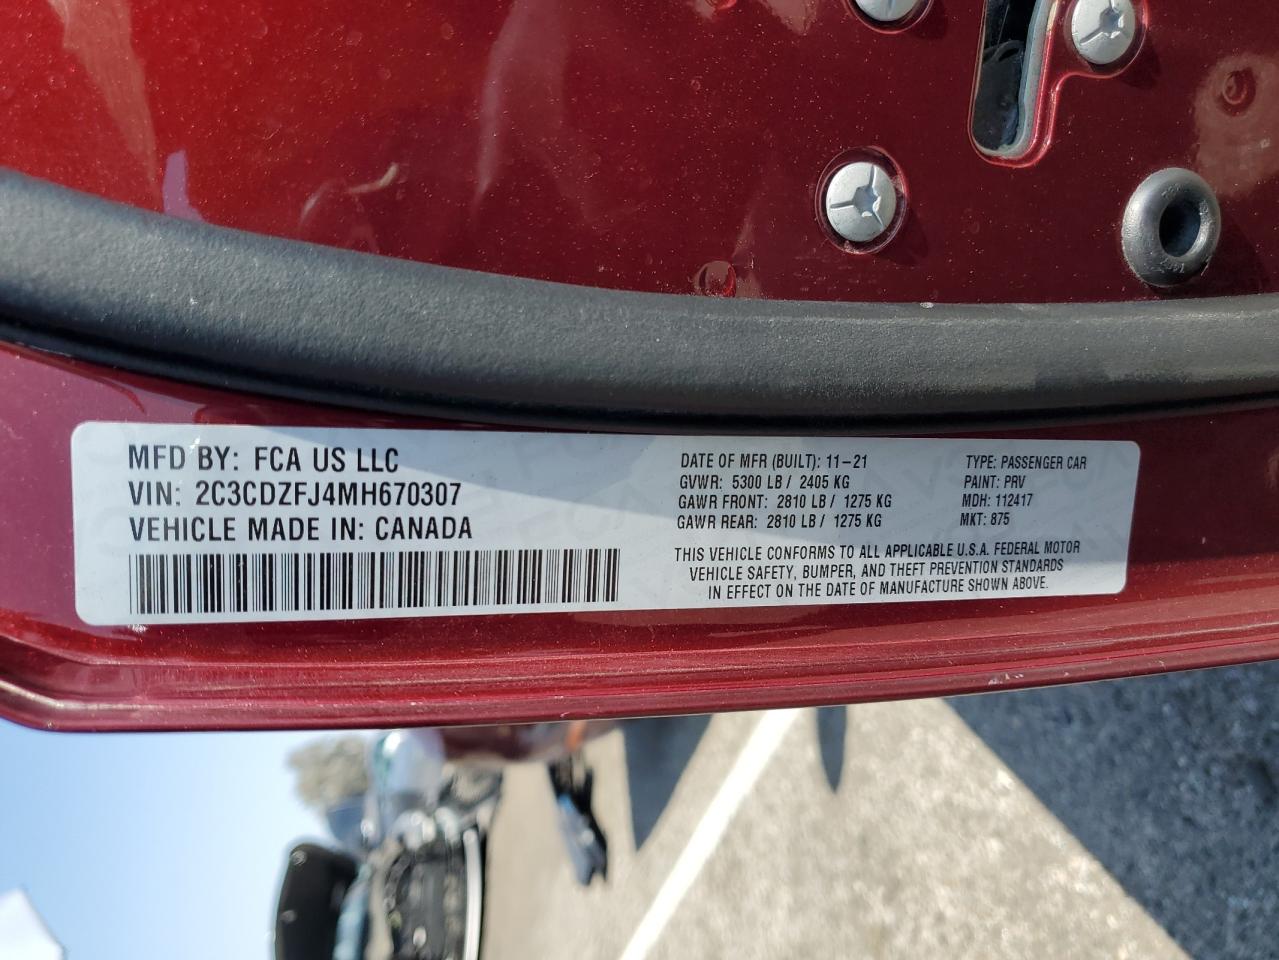 MFD BY: FCA US LLC
VIN: 2C3CDZFJ4MH670307
VEHICLE MADE IN: CANADA
DATE OF MFR (BUILT): 11-21
GVWR: 5300 LB / 2405 KG
GAWR FRONT: 2810 LB / 1275 KG
GAWR REAR: 2810 LB / 1275 KG
TYPE: PASSENGER CAR
PAINT: PRV
MDH: 112417
MKT: 875
THIS VEHICLE CONFORMS TO ALL APPLICABLE U.S.A. FEDERAL MOTOR
VEHICLE SAFETY, BUMPER, AND THEFT PREVENTION STANDARDS
IN EFFECT ON THE DATE OF MANUFACTURE SHOWN ABOVE.